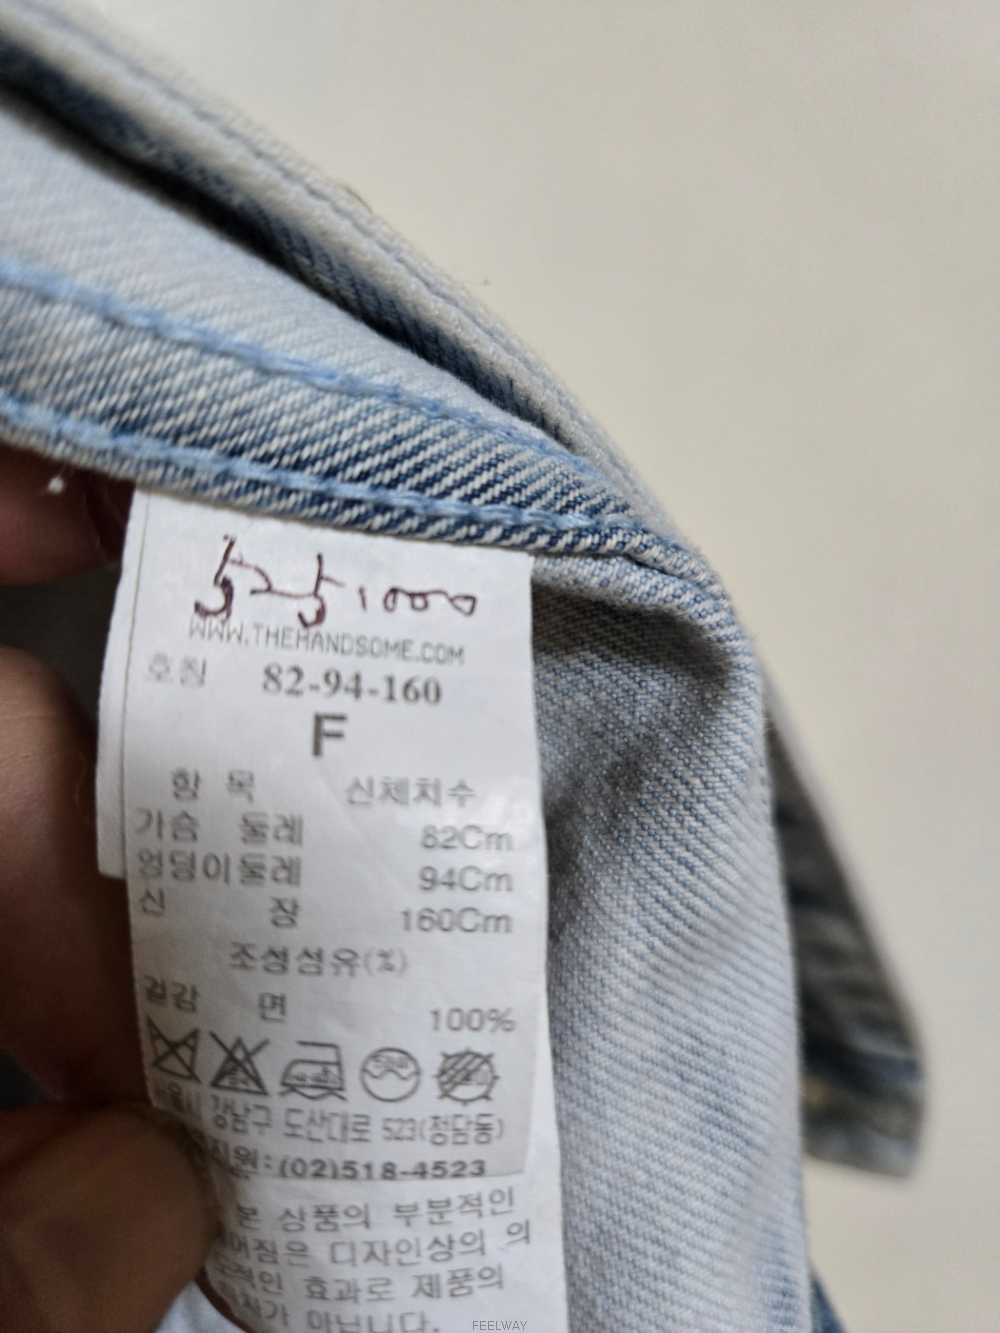 WWW.THEHANDSOME.COM
호칭 82-94-160
F
항 목 신체치수
가슴 둘레 82Cm
엉덩이둘레 94Cm
신 장 160Cm
조성섬유(%)
겉감 면 100%
강남구 도산대로 523(청담동)
:(02)518-4523
본 상품의 부분적인
디자인상의 의
효과로 제품의
아닙니다.
FEELWAY